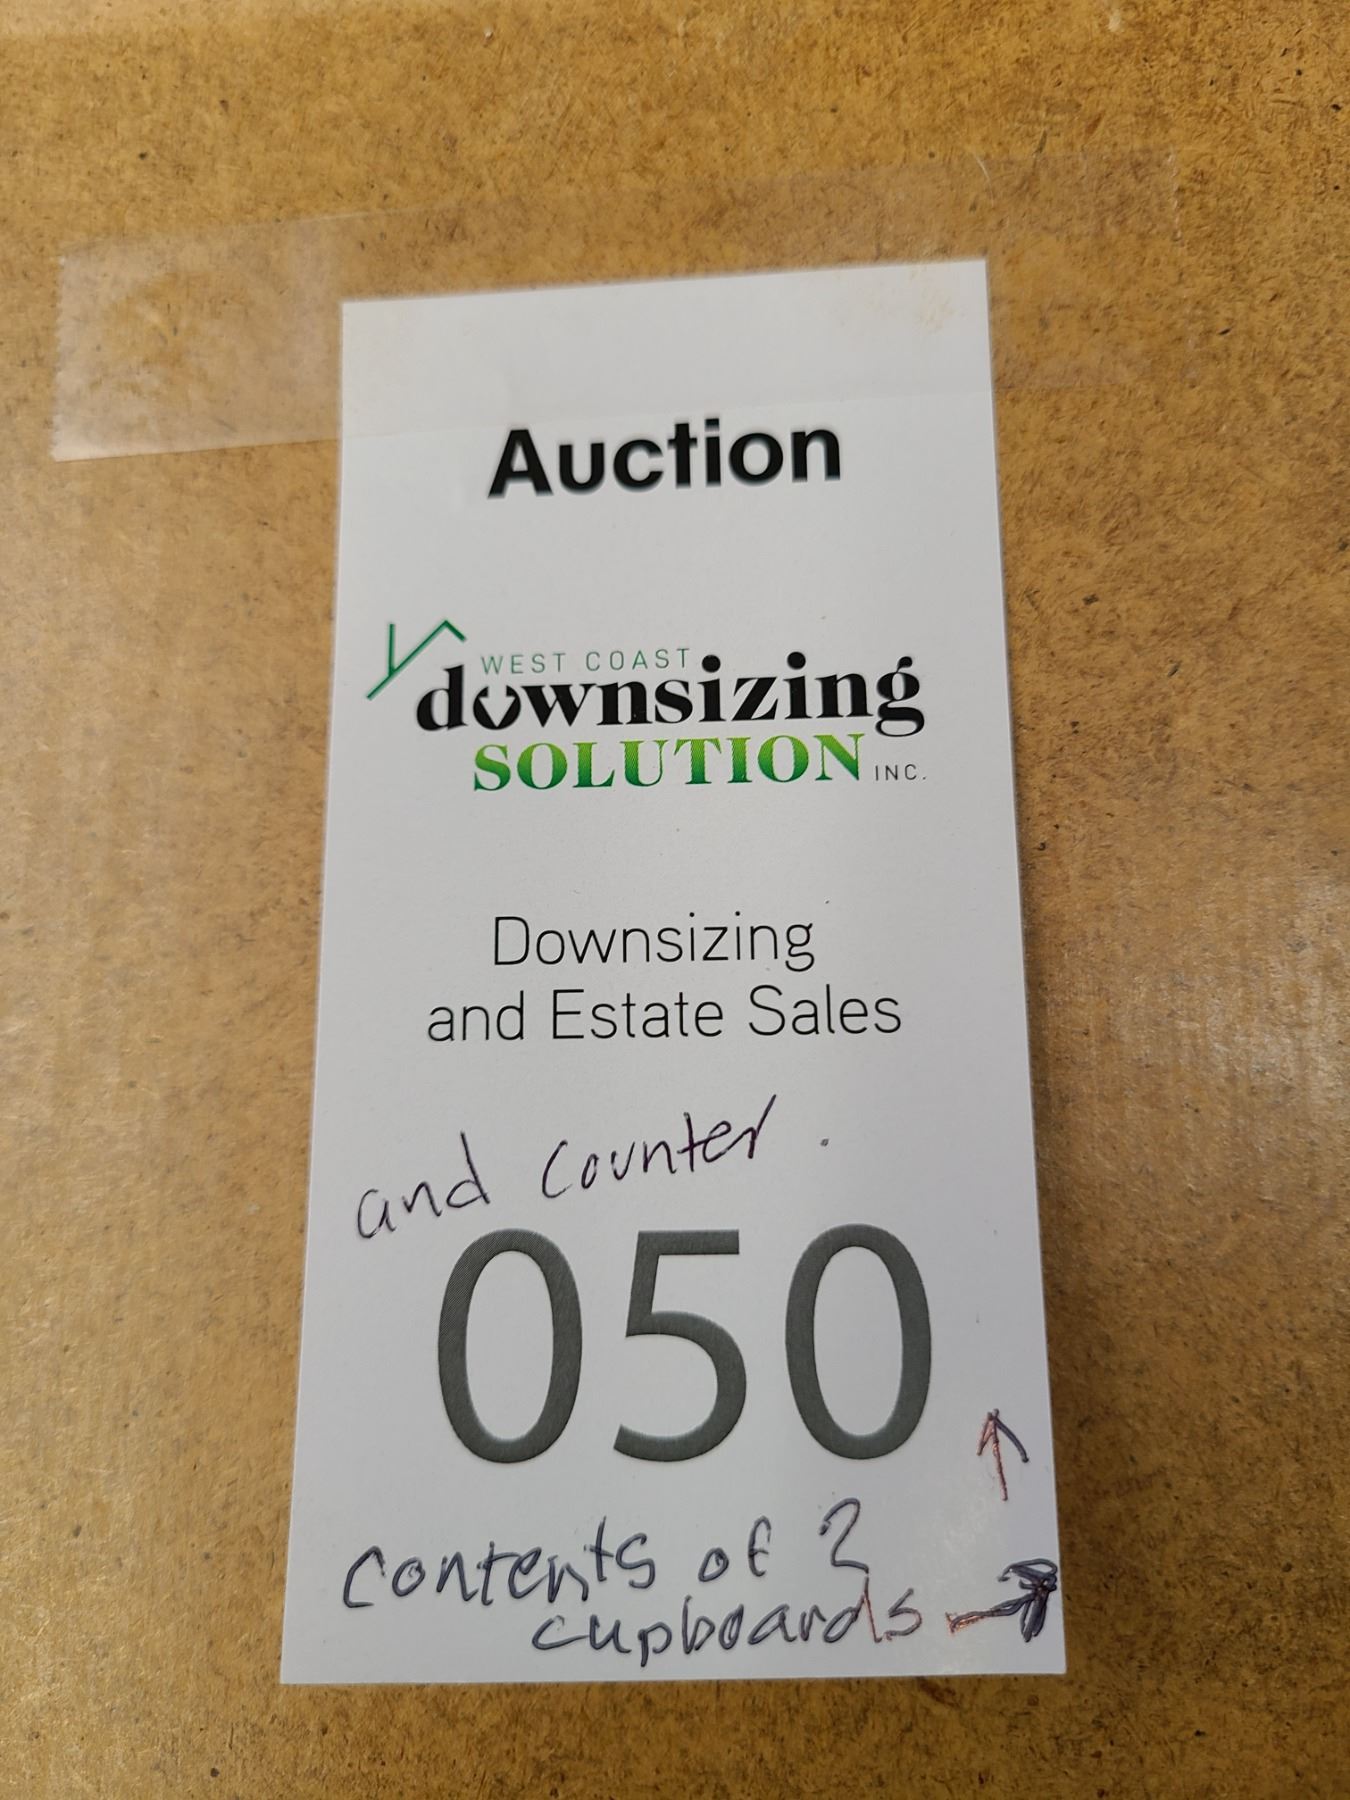 Auction
WEST COAST
downsizing
SOLUTION INC.
Downsizing
and Estate Sales
and counter.
050
contents of 2
cupboards